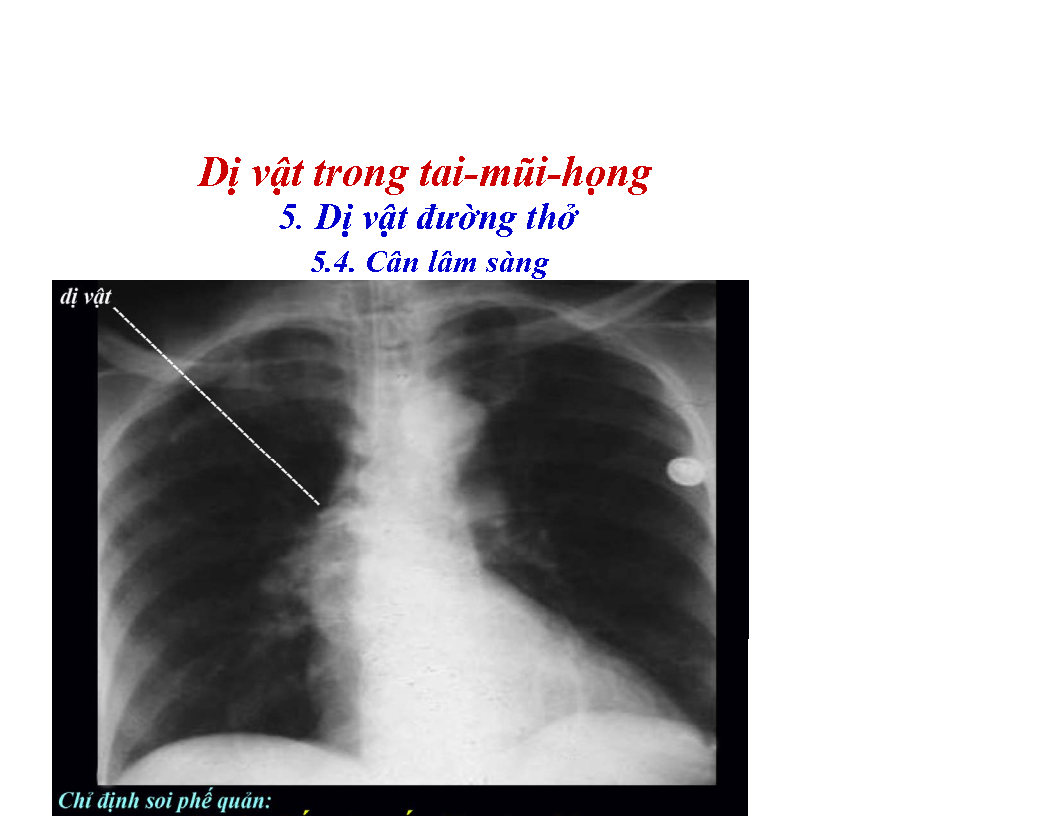 Dị vật trong tai-mũi-họng
5. Dị vật đường thở
5.4. Cân lâm sàng
dị vật
Chỉ định soi phế quản: